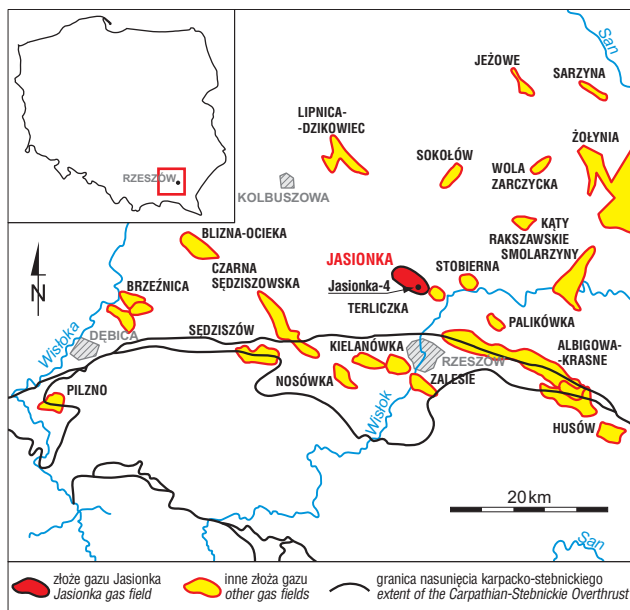 San
JEŻOWE
SARZYNA
LIPNICA-
-DZIKOWIEC
ŻOŁYNIA
SOKOŁÓW
WOLA
ZARCZYCKA
RZESZÓW
KOLBUSZOWA
KĄTY
RAKSZAWSKIE
SMOLARZYNY
BLIZNA-OCIEKA
JASIONKA
STOBIERNA
CZARNA
SĘDZISZOWSKA
Jasionka-4
TERLICZKA
N
BRZEŹNICA
PALIKÓWKA
Wisłoka
DĘBICA
SĘDZISZÓW
KIELANÓWKA
RZESZÓW
ALBIGOWA-
-KRASNE
NOSÓWKA
ZALESIE
PILZNO
Wisłok
HUSÓW
20 km
San
złoże gazu Jasionka
Jasionka gas field
inne złoża gazu
other gas fields
granica nasunięcia karpacko-stebnickiego
extent of the Carpathian-Stebnickie Overthrust